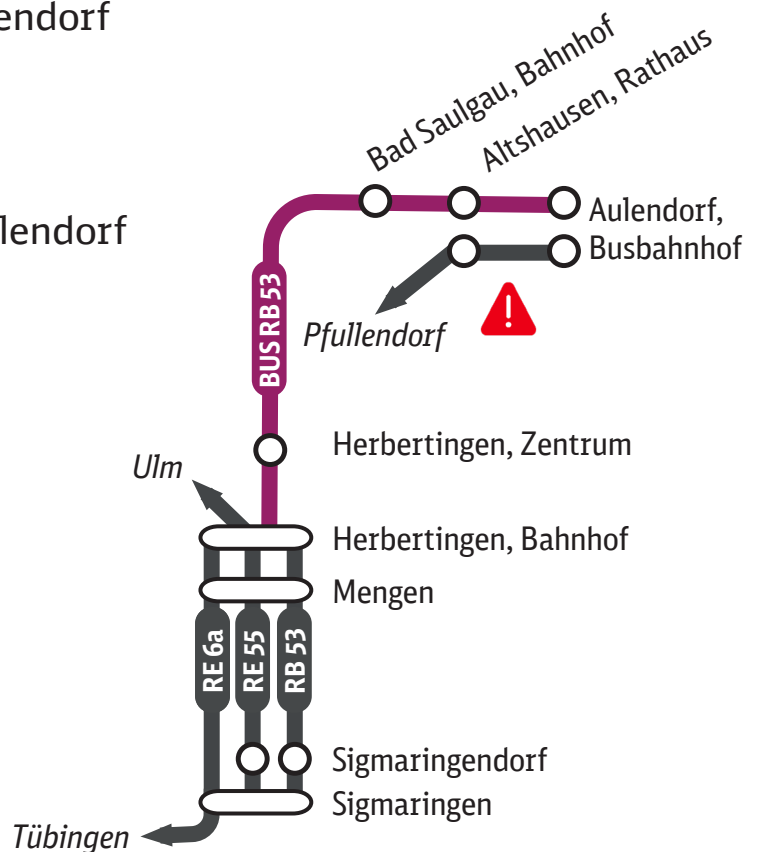 endorf
lendorf
Bad Saulgau, Bahnhof
Altshausen, Rathaus
Aulendorf,
Busbahnhof
Pfullendorf
BUS RB 53
Herbertingen, Zentrum
Ulm
Herbertingen, Bahnhof
Mengen
RE 6a
RE 55
RB 53
Sigmaringendorf
Sigmaringen
Tübingen